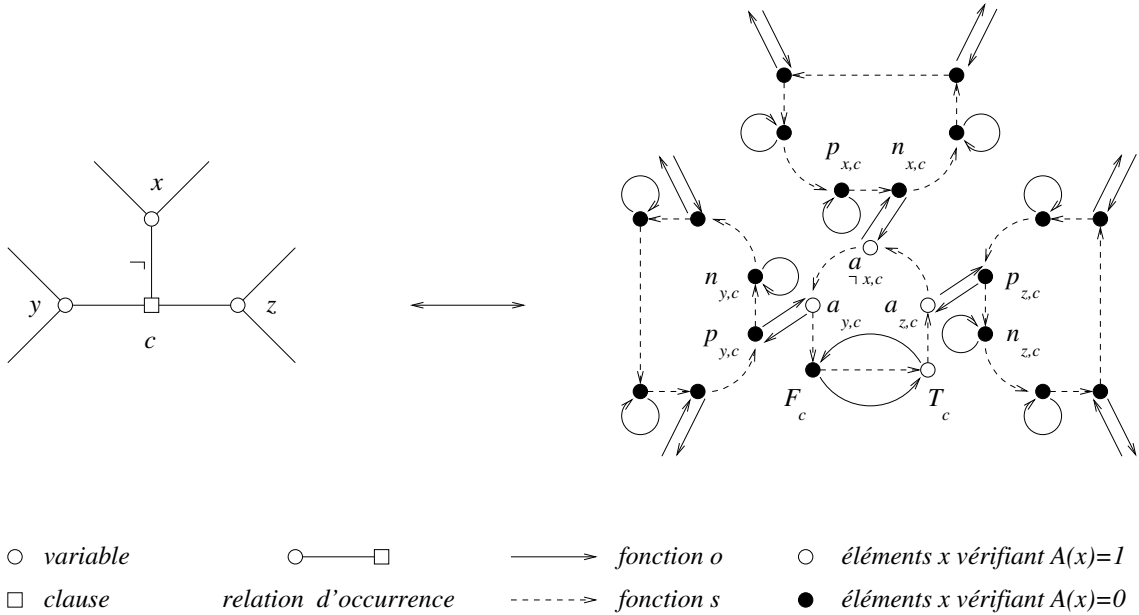 x
¬
y
z
c
p x,c
n x,c
a ¬ x,c
n y,c
p y,c
a y,c
a z,c
p z,c
n z,c
F c
T c
variable
fonction o
éléments x vérifiant A(x)=1
clause
relation d'occurrence
fonction s
éléments x vérifiant A(x)=0